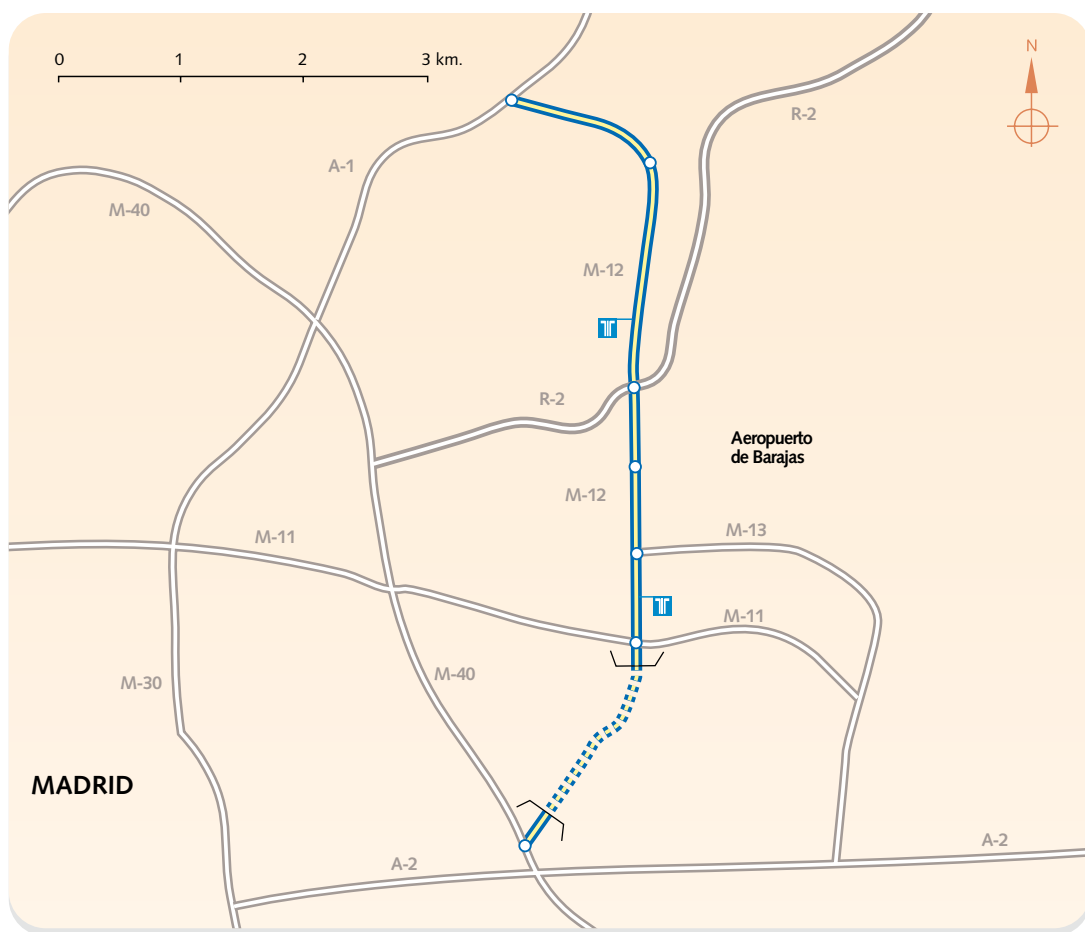 0 1 2 3 km.
N
R-2
A-1
M-40
M-12
R-2
Aeropuerto
de Barajas
M-12
M-13
M-11
M-11
M-40
M-30
MADRID
A-2
A-2